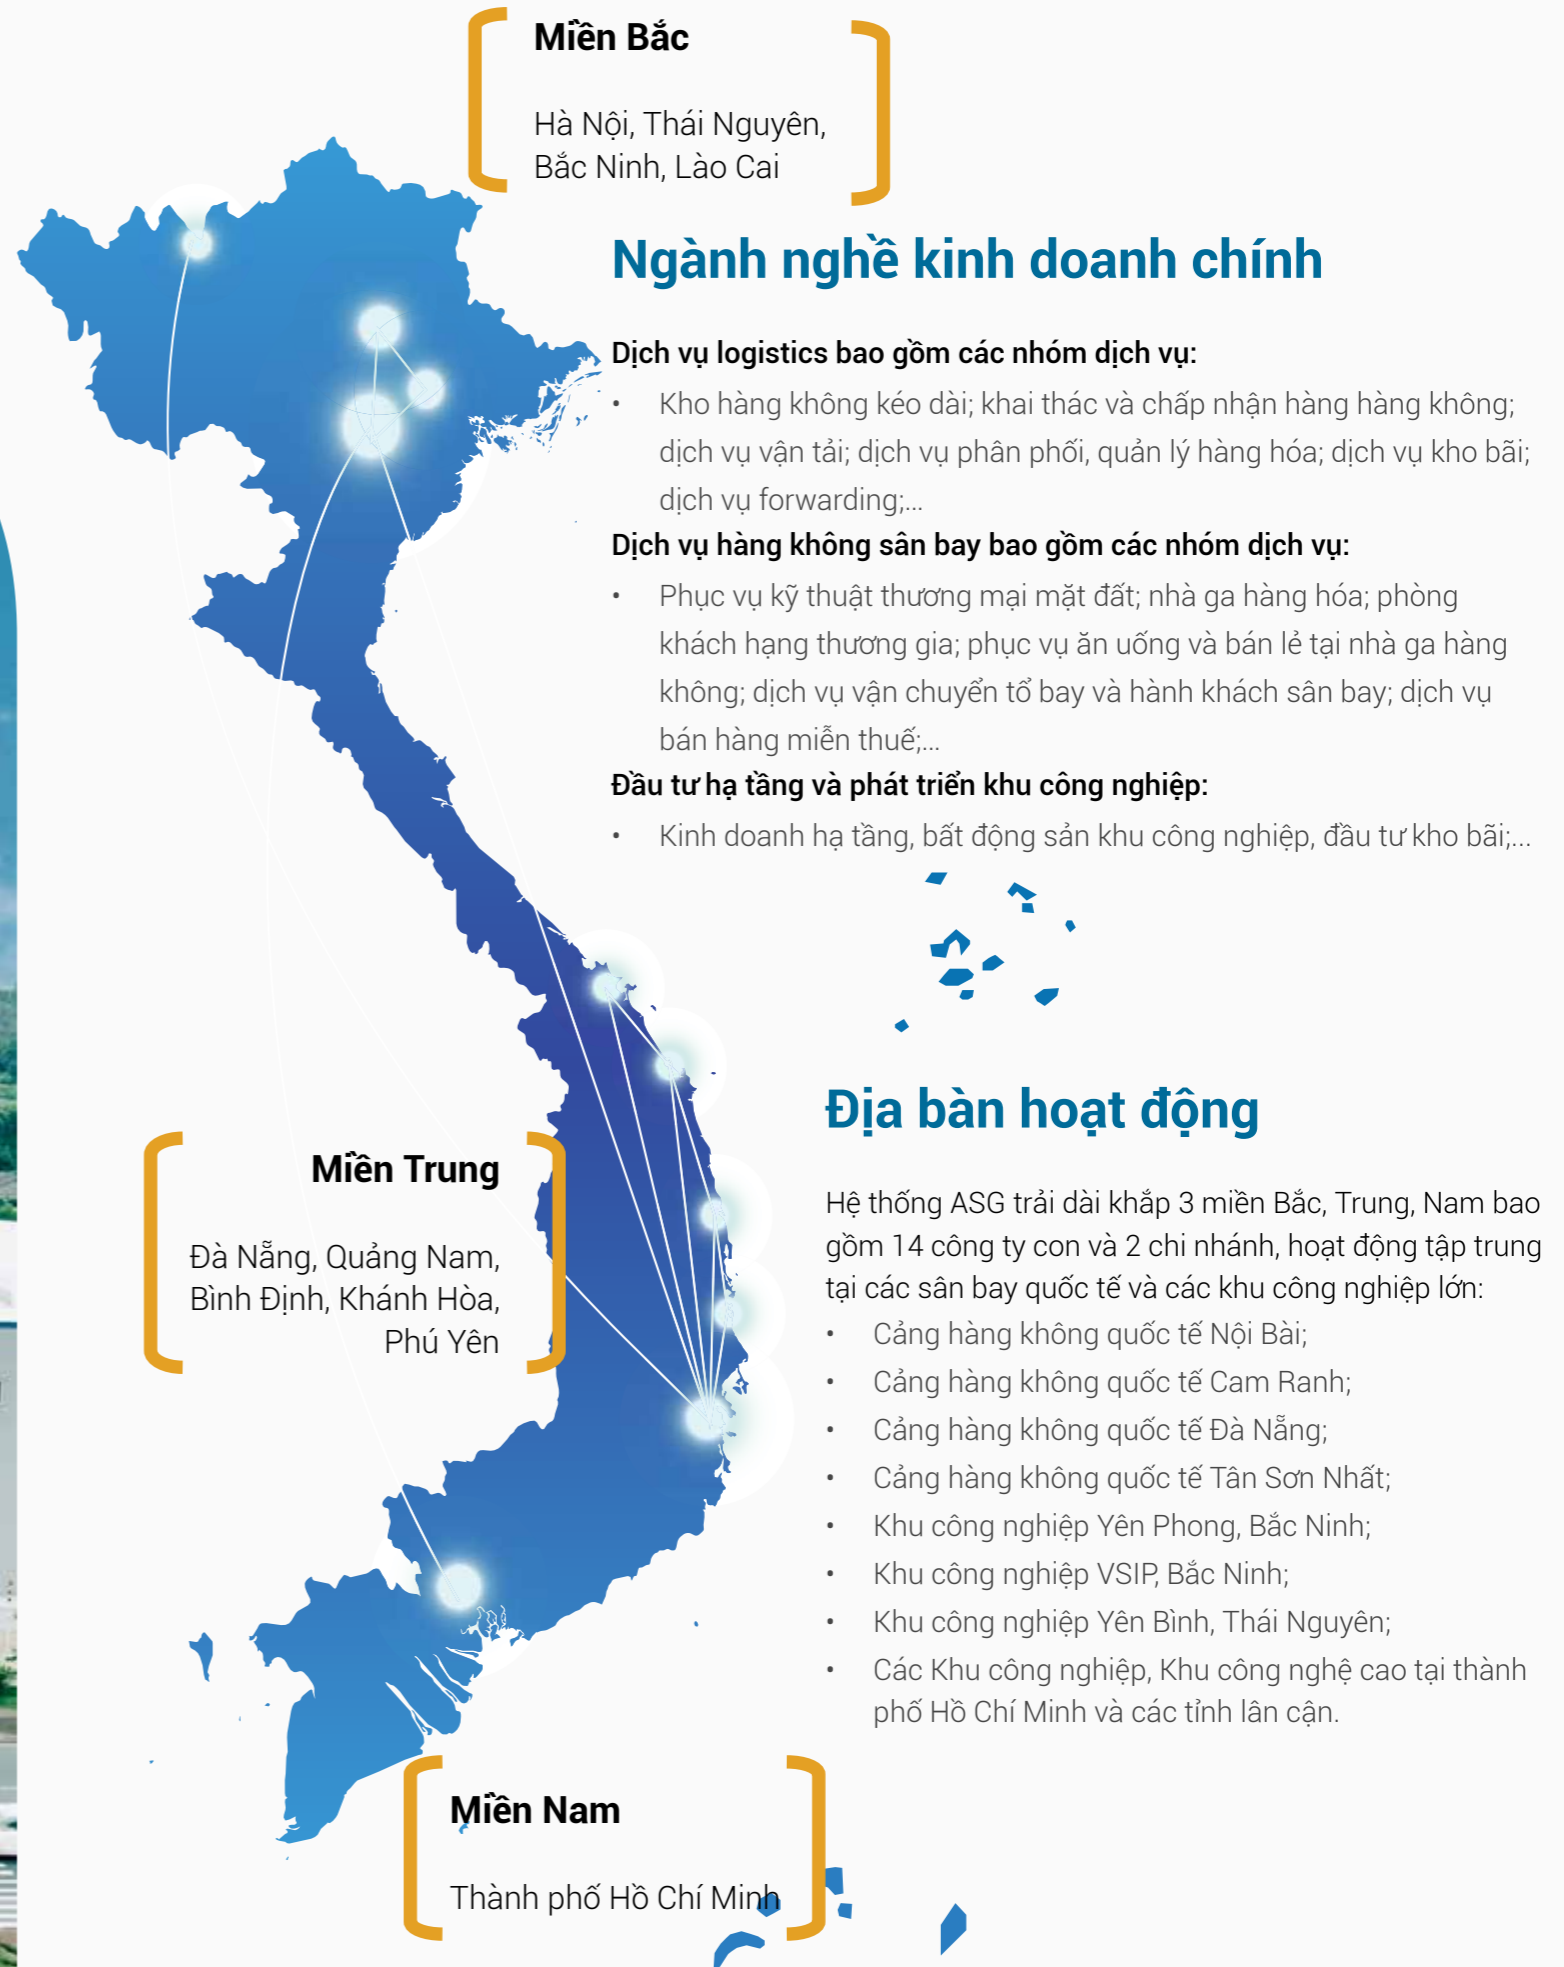 Miền Bắc
Hà Nội, Thái Nguyên,
Bắc Ninh, Lào Cai
Ngành nghề kinh doanh chính
Dịch vụ logistics bao gồm các nhóm dịch vụ:
• Kho hàng không kéo dài; khai thác và chấp nhận hàng hàng không;
dịch vụ vận tải; dịch vụ phân phối, quản lý hàng hóa; dịch vụ kho bãi;
dịch vụ forwarding;...
Dịch vụ hàng không sân bay bao gồm các nhóm dịch vụ:
• Phục vụ kỹ thuật thương mại mặt đất; nhà ga hàng hóa; phòng
khách hạng thương gia; phục vụ ăn uống và bán lẻ tại nhà ga hàng
không; dịch vụ vận chuyển tổ bay và hành khách sân bay; dịch vụ
bán hàng miễn thuế;...
Đầu tư hạ tầng và phát triển khu công nghiệp:
• Kinh doanh hạ tầng, bất động sản khu công nghiệp, đầu tư kho bãi;...
Miền Trung
Đà Nẵng, Quảng Nam,
Bình Định, Khánh Hòa,
Phú Yên
Địa bàn hoạt động
Hệ thống ASG trải dài khắp 3 miền Bắc, Trung, Nam bao
gồm 14 công ty con và 2 chi nhánh, hoạt động tập trung
tại các sân bay quốc tế và các khu công nghiệp lớn:
• Cảng hàng không quốc tế Nội Bài;
• Cảng hàng không quốc tế Cam Ranh;
• Cảng hàng không quốc tế Đà Nẵng;
• Cảng hàng không quốc tế Tân Sơn Nhất;
• Khu công nghiệp Yên Phong, Bắc Ninh;
• Khu công nghiệp VSIP, Bắc Ninh;
• Khu công nghiệp Yên Bình, Thái Nguyên;
• Các Khu công nghiệp, Khu công nghệ cao tại thành
phố Hồ Chí Minh và các tỉnh lân cận.
Miền Nam
Thành phố Hồ Chí Minh